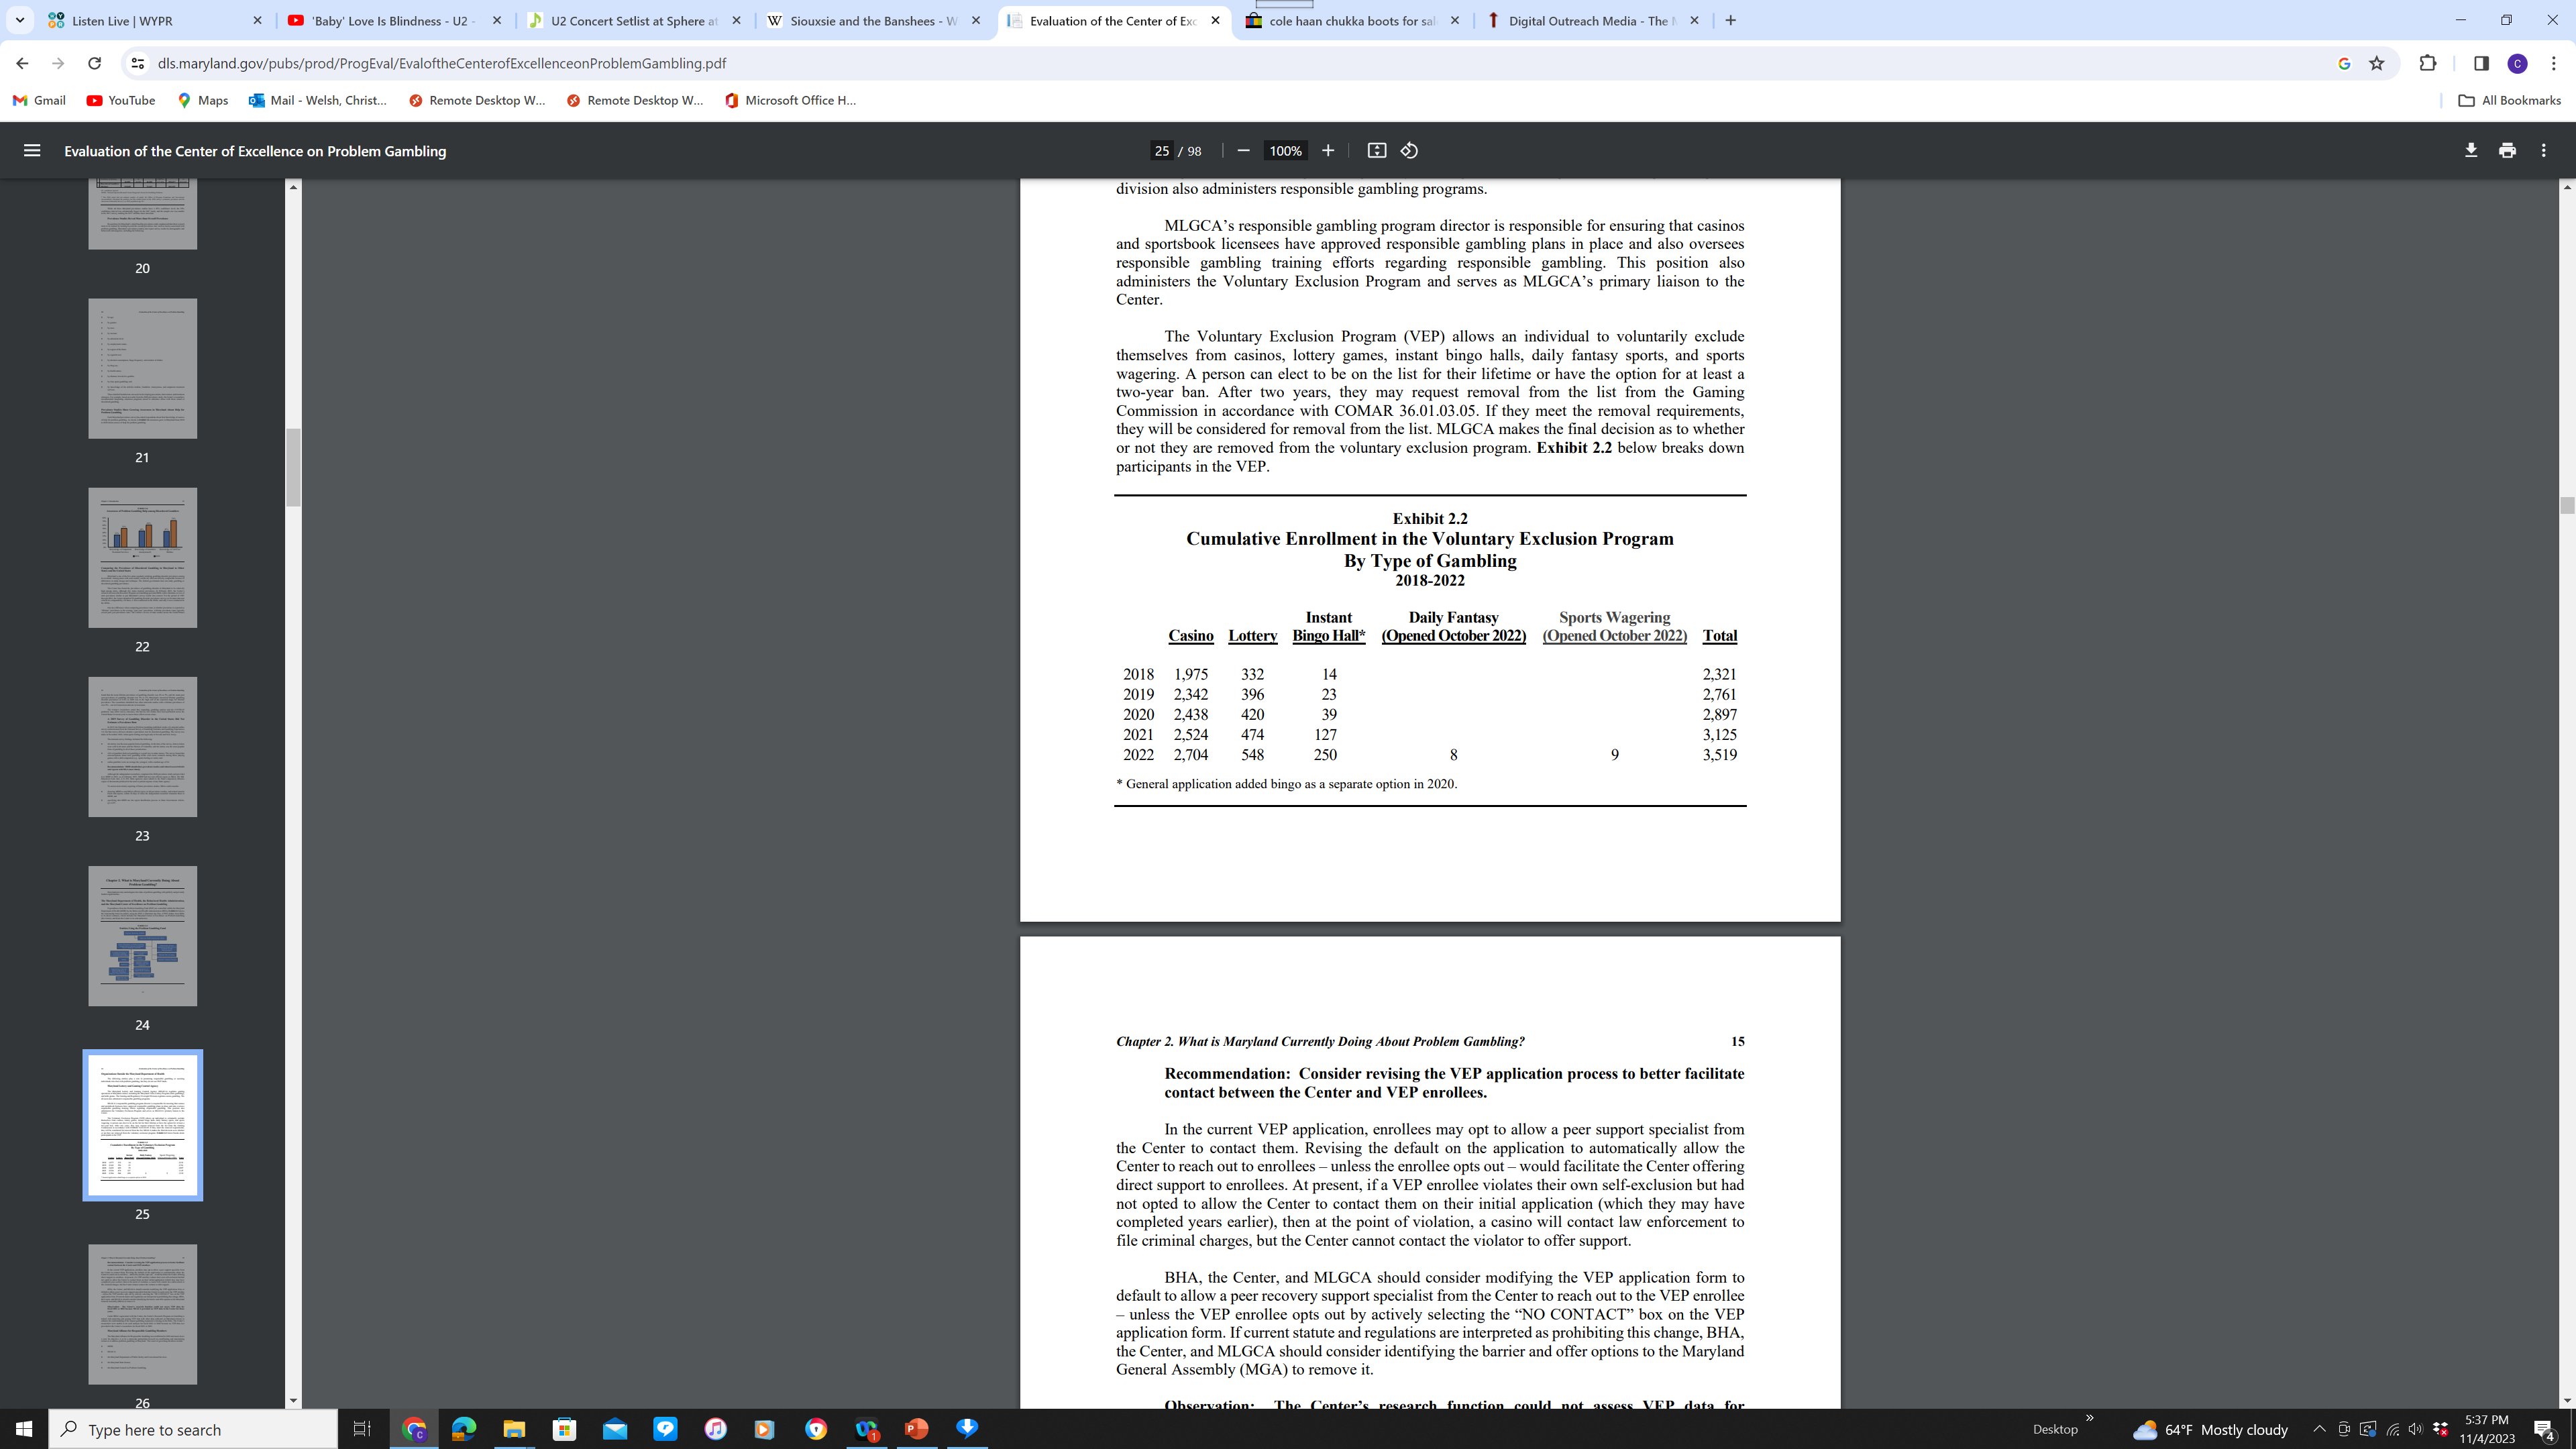 Listen Live | WYPR
'Baby' Love Is Blindness - U2 -
U2 Concert Setlist at Sphere at
Siouxsie and the Banshees - W
Evaluation of the Center of Exc
cole haan chukka boots for sal
Digital Outreach Media - The M
dls.maryland.gov/pubs/prod/ProgEval/EvaloftheCenterofExcellenceonProblemGambling.pdf
Gmail
YouTube
Maps
Mail - Welsh, Christ...
Remote Desktop W...
Remote Desktop W...
Microsoft Office H...
All Bookmarks
Evaluation of the Center of Excellence on Problem Gambling
25 / 98
100%
20
21
22
23
24
25
26
division also administers responsible gambling programs.
MLGCA's responsible gambling program director is responsible for ensuring that casinos
and sportsbook licensees have approved responsible gambling plans in place and also oversees
responsible gambling training efforts regarding responsible gambling. This position also
administers the Voluntary Exclusion Program and serves as MLGCA's primary liaison to the
Center.
The Voluntary Exclusion Program (VEP) allows an individual to voluntarily exclude
themselves from casinos, lottery games, instant bingo halls, daily fantasy sports, and sports
wagering. A person can elect to be on the list for their lifetime or have the option for at least a
two-year ban. After two years, they may request removal from the list from the Gaming
Commission in accordance with COMAR 36.01.03.05. If they meet the removal requirements,
they will be considered for removal from the list. MLGCA makes the final decision as to whether
or not they are removed from the voluntary exclusion program. Exhibit 2.2 below breaks down
participants in the VEP.
Exhibit 2.2
Cumulative Enrollment in the Voluntary Exclusion Program
By Type of Gambling
2018-2022
Instant Daily Fantasy Sports Wagering
Casino Lottery Bingo Hall* (Opened October 2022) (Opened October 2022) Total
2018 1,975 332 14 2,321
2019 2,342 396 23 2,761
2020 2,438 420 39 2,897
2021 2,524 474 127 3,125
2022 2,704 548 250 8 9 3,519
* General application added bingo as a separate option in 2020.
Chapter 2. What is Maryland Currently Doing About Problem Gambling? 15
Recommendation: Consider revising the VEP application process to better facilitate
contact between the Center and VEP enrollees.
In the current VEP application, enrollees may opt to allow a peer support specialist from
the Center to contact them. Revising the default on the application to automatically allow the
Center to reach out to enrollees – unless the enrollee opts out – would facilitate the Center offering
direct support to enrollees. At present, if a VEP enrollee violates their own self-exclusion but had
not opted to allow the Center to contact them on their initial application (which they may have
completed years earlier), then at the point of violation, a casino will contact law enforcement to
file criminal charges, but the Center cannot contact the violator to offer support.
BHA, the Center, and MLGCA should consider modifying the VEP application form to
default to allow a peer recovery support specialist from the Center to reach out to the VEP enrollee
– unless the VEP enrollee opts out by actively selecting the “NO CONTACT” box on the VEP
application form. If current statute and regulations are interpreted as prohibiting this change, BHA,
the Center, and MLGCA should consider identifying the barrier and offer options to the Maryland
General Assembly (MGA) to remove it.
Observation: The Center's research function could not assess VEP data for
Type here to search
Desktop
64°F Mostly cloudy
5:37 PM
11/4/2023
4